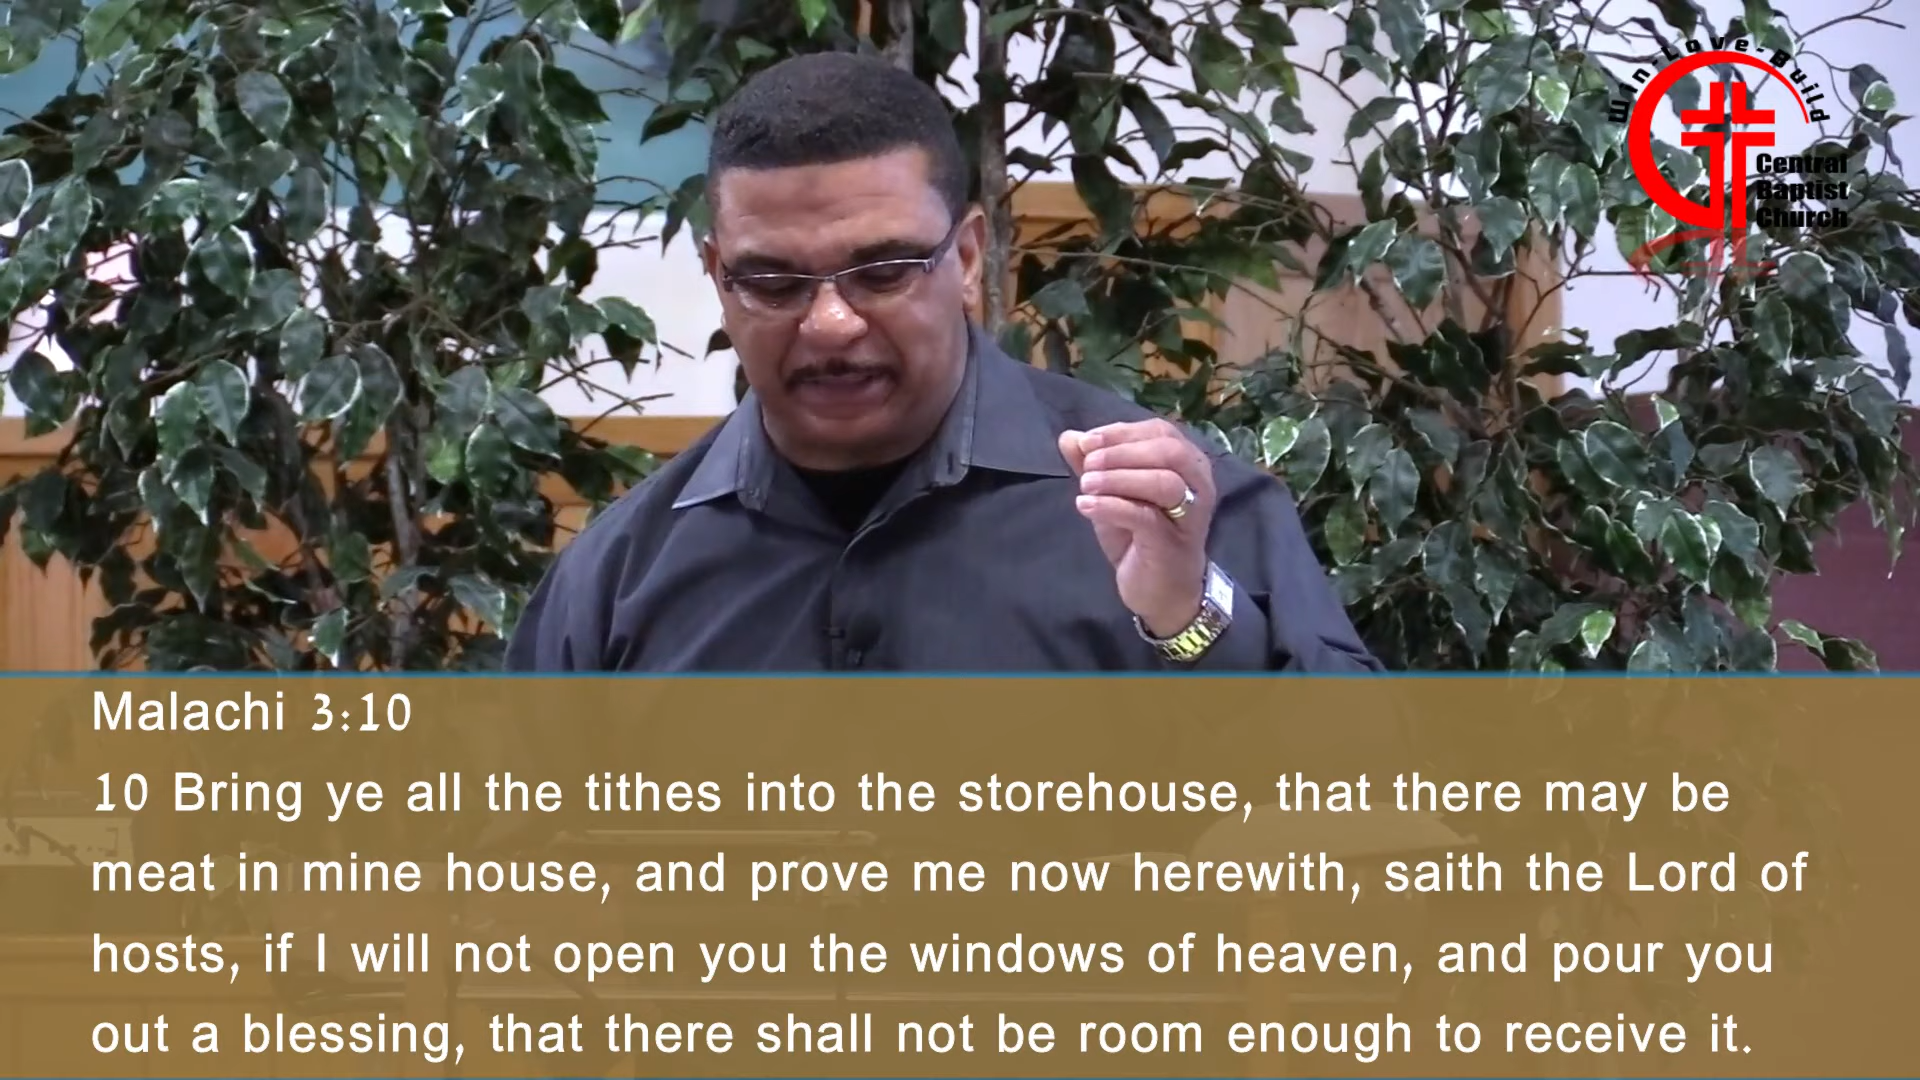 Win-Love-Build
Central
Baptist
Church
Malachi 3:10
10 Bring ye all the tithes into the storehouse, that there may be
meat in mine house, and prove me now herewith, saith the Lord of
hosts, if I will not open you the windows of heaven, and pour you
out a blessing, that there shall not be room enough to receive it.